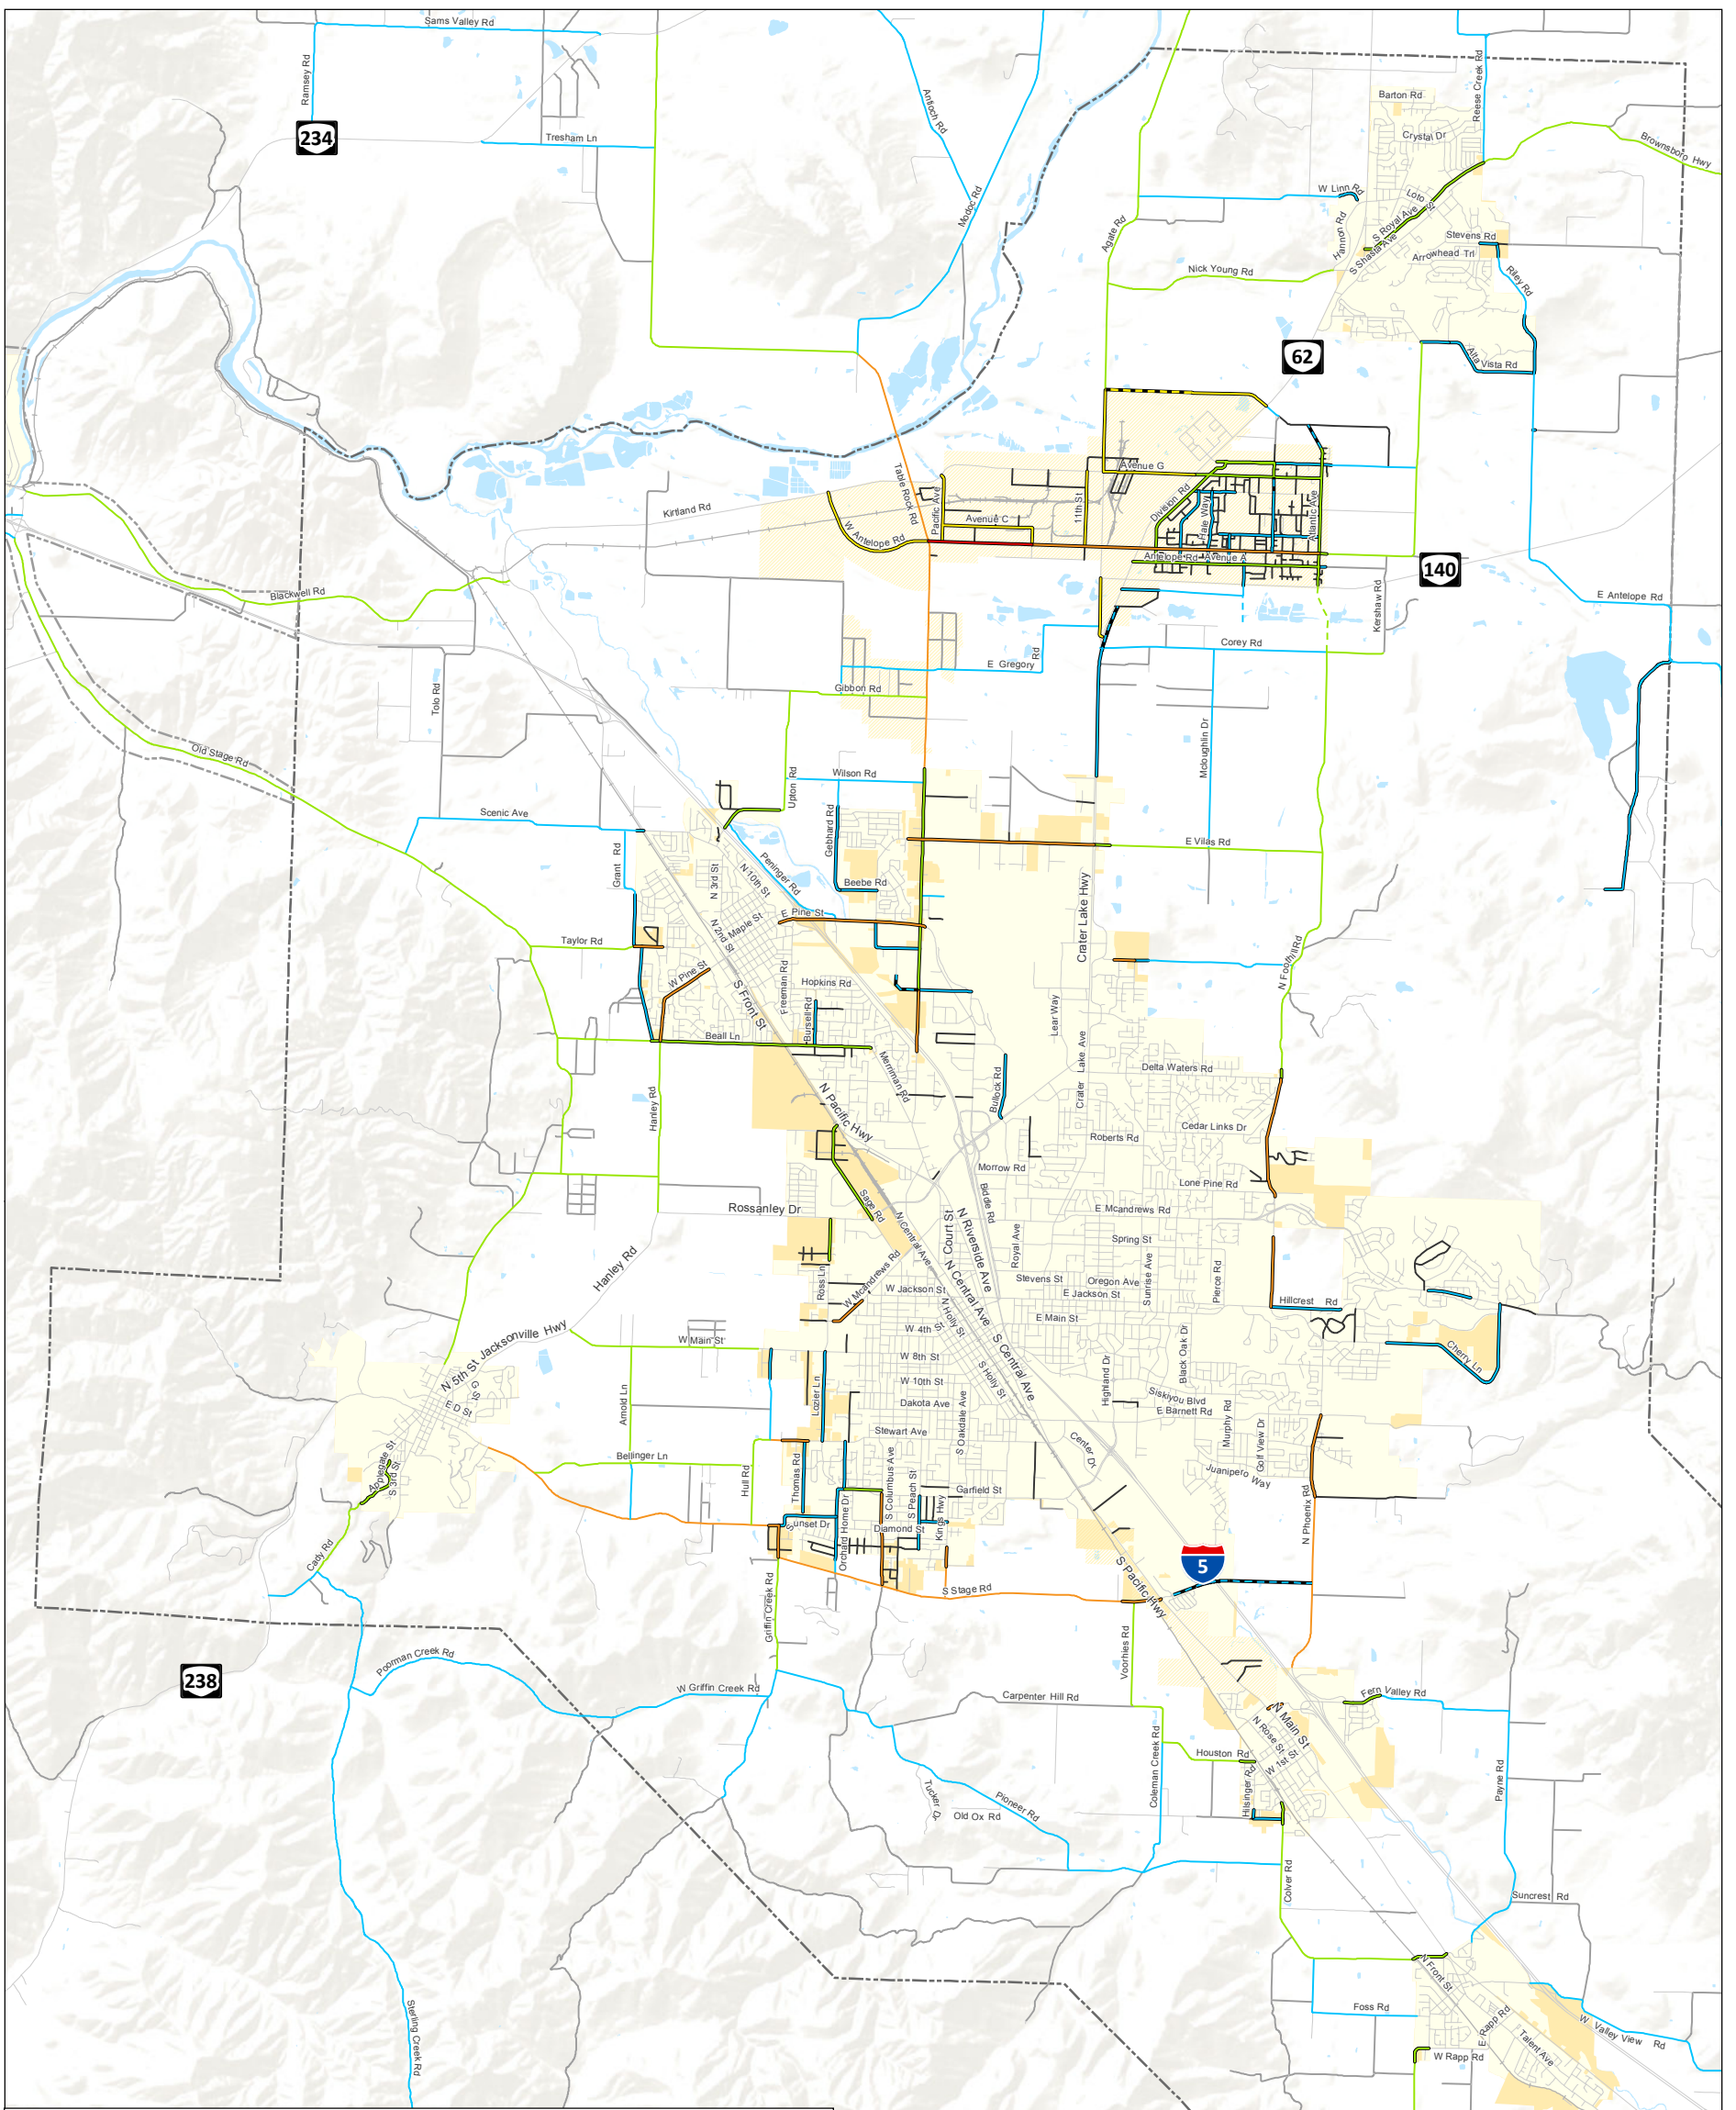 Sams Valley Rd
Ramsey Rd
234
Tresham Ln
Antioch Rd
Modoc Rd
Agate Rd
Barton Rd
Reese Creek Rd
Crystal Dr
Brownsboro Hwy
W Linn Rd
Loto St
S Royal Ave
S Shasta Ave
Hannon Rd
Stevens Rd
Arrowhead Trl
Nick Young Rd
Riley Rd
62
Alta Vista Rd
Table Rock Rd
Kirtland Rd
W Antelope Rd
Pacific Ave
Avenue C
11th St
Avenue G
Division Rd
Hale Way
Atlantic Ave
Antelope Rd
Avenue A
140
Kershaw Rd
E Antelope Rd
Blackwell Rd
Corey Rd
E Gregory Rd
Gibbon Rd
Tolo Rd
Old Stage Rd
Mcloughlin Dr
Wilson Rd
Upton Rd
Gebhard Rd
Scenic Ave
Grant Rd
E Vilas Rd
Peninger Rd
Beebe Rd
N 3rd St
N 10th St
Crater Lake Hwy
E Pine St
Maple St
N 2nd St
Taylor Rd
N Foothill Rd
W Pine St
Freeman Rd
Hopkins Rd
S Front St
Bursell Rd
Lear Way
Beall Ln
Merriman Rd
Delta Waters Rd
Bullock Rd
Crater Lake Ave
Hanley Rd
N Pacific Hwy
Cedar Links Dr
Roberts Rd
Morrow Rd
Lone Pine Rd
Biddle Rd
Sage Rd
Rossanley Dr
E Mcandrews Rd
Court St
N Riverside Ave
N Central Ave
Royal Ave
Spring St
Hanley Rd
W Mcandrews Rd
Ross Ln
N Central Ave
Stevens St
Oregon Ave
Sunrise Ave
Pierce Rd
W Jackson St
E Jackson St
Hillcrest Rd
N Holly St
E Main St
W 4th St
N 5th St
Jacksonville Hwy
W Main St
S Central Ave
Black Oak Dr
Cherry Ln
W 8th St
S Holly St
Highland Dr
G St
E D St
Arnold Ln
W 10th St
Lozier Ln
Dakota Ave
Siskiyou Blvd
E Barnett Rd
S Oakdale Ave
Murphy Rd
Golf View Dr
Stewart Ave
Center Dr
Applegate St
S 3rd St
Bellinger Ln
Hull Rd
Thomas Rd
S Columbus Ave
S Peach St
Garfield St
Juanipero Way
N Phoenix Rd
Orchard Home Dr
Kings Hwy
Sunset Dr
Diamond St
Cady Rd
5
S Pacific Hwy
S Stage Rd
Griffin Creek Rd
Voorhies Rd
238
Poorman Creek Rd
W Griffin Creek Rd
Carpenter Hill Rd
Fern Valley Rd
N Main St
N Rose St
W 1st St
Coleman Creek Rd
Houston Rd
Hilsinger Rd
Payne Rd
Tucker Dr
Pioneer Rd
Old Ox Rd
Colver Rd
Suncrest Rd
N Front St
Sterling Creek Rd
Foss Rd
E Rapp Rd
W Valley View Rd
Talent Ave
W Rapp Rd